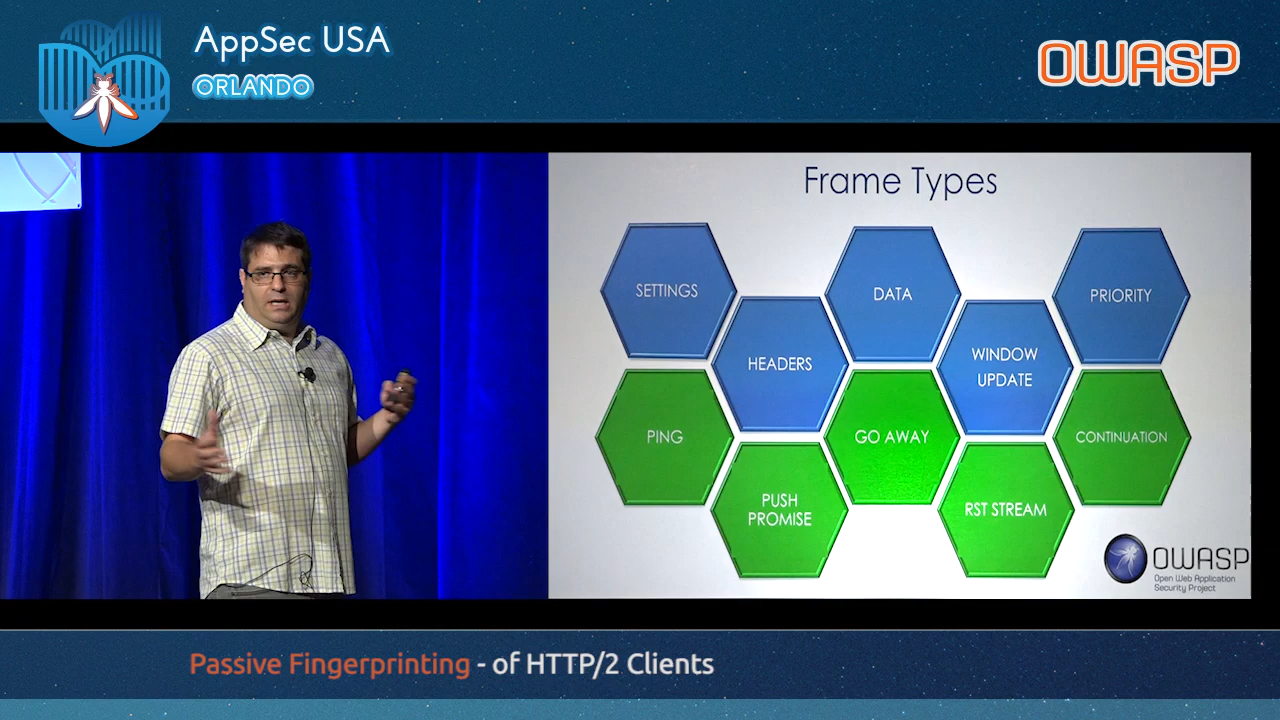 AppSec USA
ORLANDO
OWASP
Frame Types
SETTINGS
DATA
PRIORITY
HEADERS
WINDOW
UPDATE
PING
GO AWAY
CONTINUATION
PUSH
PROMISE
RST STREAM
OWASP
Open Web Application
Security Project
Passive Fingerprinting - of HTTP/2 Clients